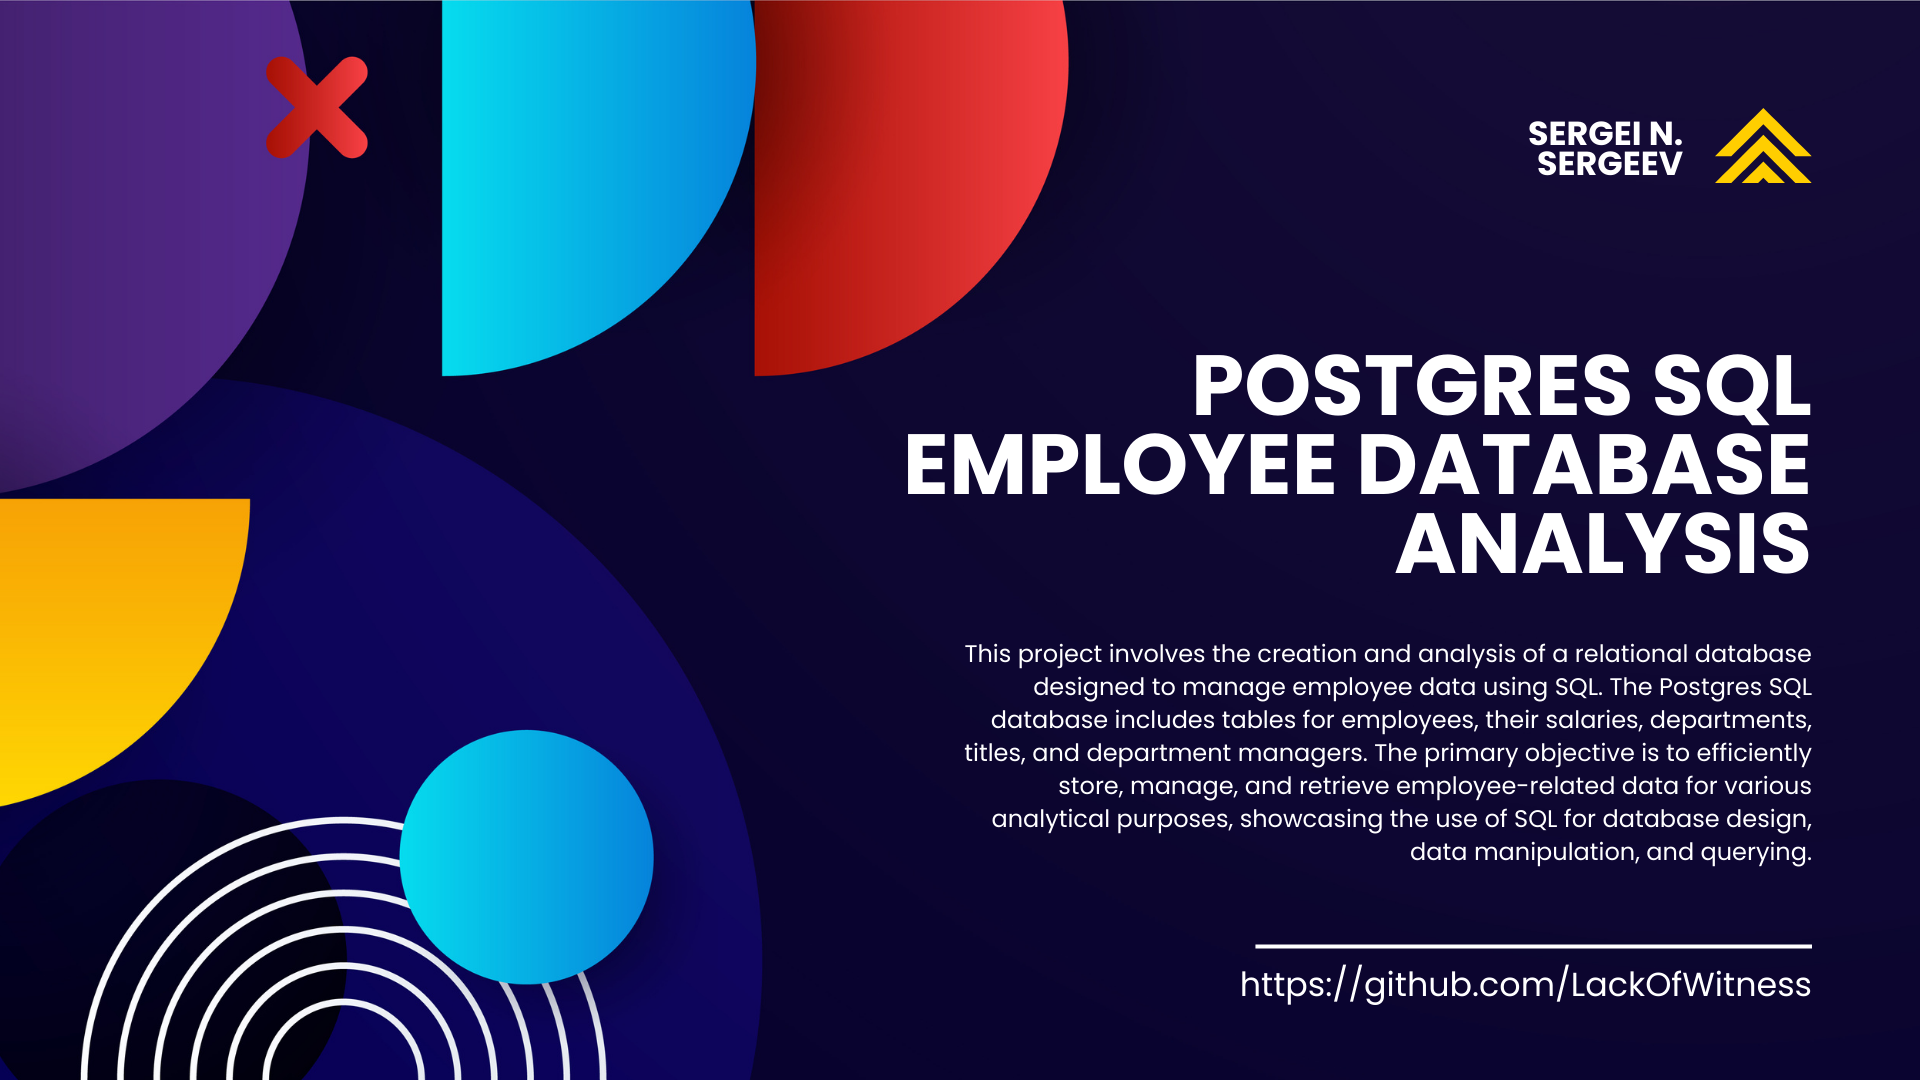 SERGEI N.
SERGEEV
POSTGRES SQL
EMPLOYEE DATABASE
ANALYSIS
This project involves the creation and analysis of a relational database
designed to manage employee data using SQL. The Postgres SQL
database includes tables for employees, their salaries, departments,
titles, and department managers. The primary objective is to efficiently
store, manage, and retrieve employee-related data for various
analytical purposes, showcasing the use of SQL for database design,
data manipulation, and querying.
https://github.com/LackOfWitness